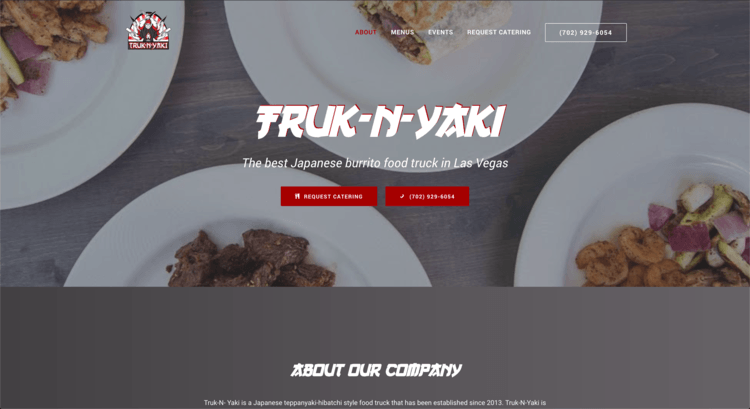 TRUK-N-YAKI
ABOUT MENUS EVENTS REQUEST CATERING (702) 929-6054
TRUK-N-YAKI
The best Japanese burrito food truck in Las Vegas
REQUEST CATERING (702) 929-6054
ABOUT OUR COMPANY
Truk-N- Yaki is a Japanese teppanyaki-hibatchi style food truck that has been established since 2013. Truk-N-Yaki is